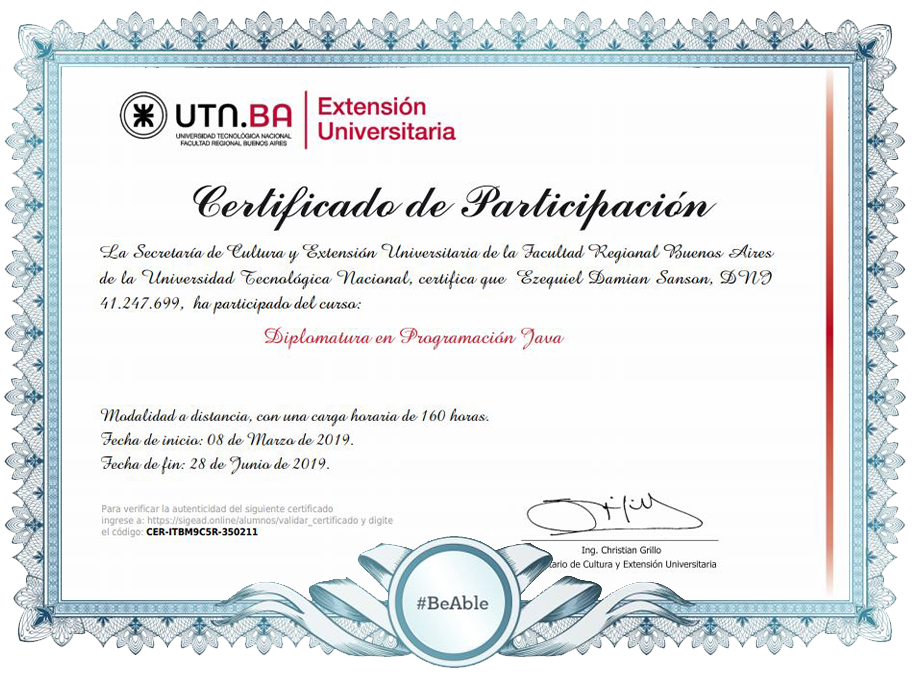 UTN.BA
UNIVERSIDAD TECNOLÓGICA NACIONAL
FACULTAD REGIONAL BUENOS AIRES
Extensión
Universitaria
Certificado de Participación
La Secretaría de Cultura y Extensión Universitaria de la Facultad Regional Buenos Aires
de la Universidad Tecnológica Nacional, certifica que Ezequiel Damian Sanson, DNI
41.247.699, ha participado del curso:
Diplomatura en Programación Java
Modalidad a distancia, con una carga horaria de 160 horas.
Fecha de inicio: 08 de Marzo de 2019.
Fecha de fin: 28 de Junio de 2019.
Para verificar la autenticidad del siguiente certificado
ingrese a: https://sigead.online/alumnos/validar_certificado y digite
el código: CER-ITBM9C5R-350211
Ing. Christian Grillo
tario de Cultura y Extensión Universitaria
#BeAble